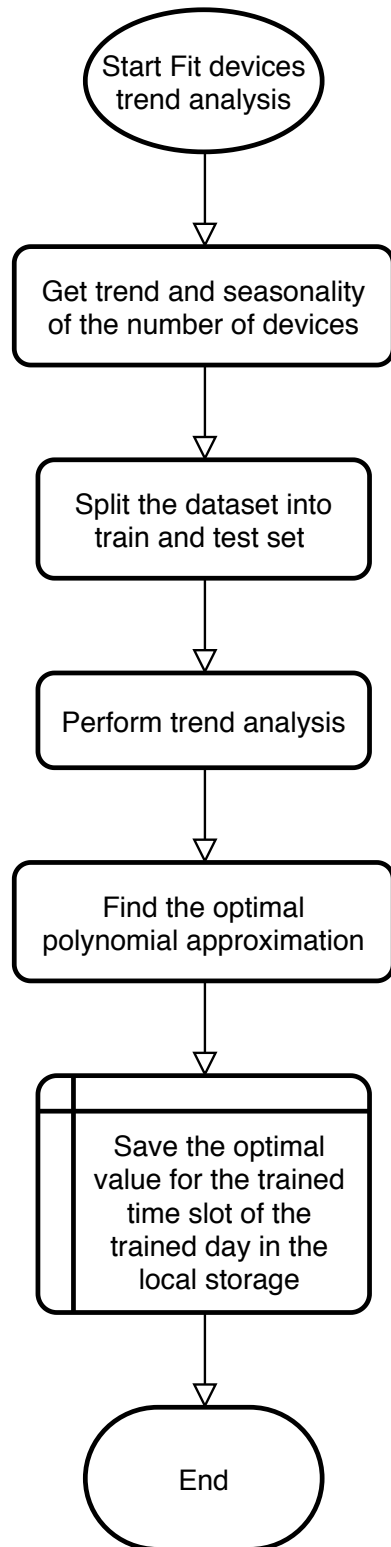 Start Fit devices
trend analysis
Get trend and seasonality
of the number of devices
Split the dataset into
train and test set
Perform trend analysis
Find the optimal
polynomial approximation
Save the optimal
value for the trained
time slot of the
trained day in the
local storage
End